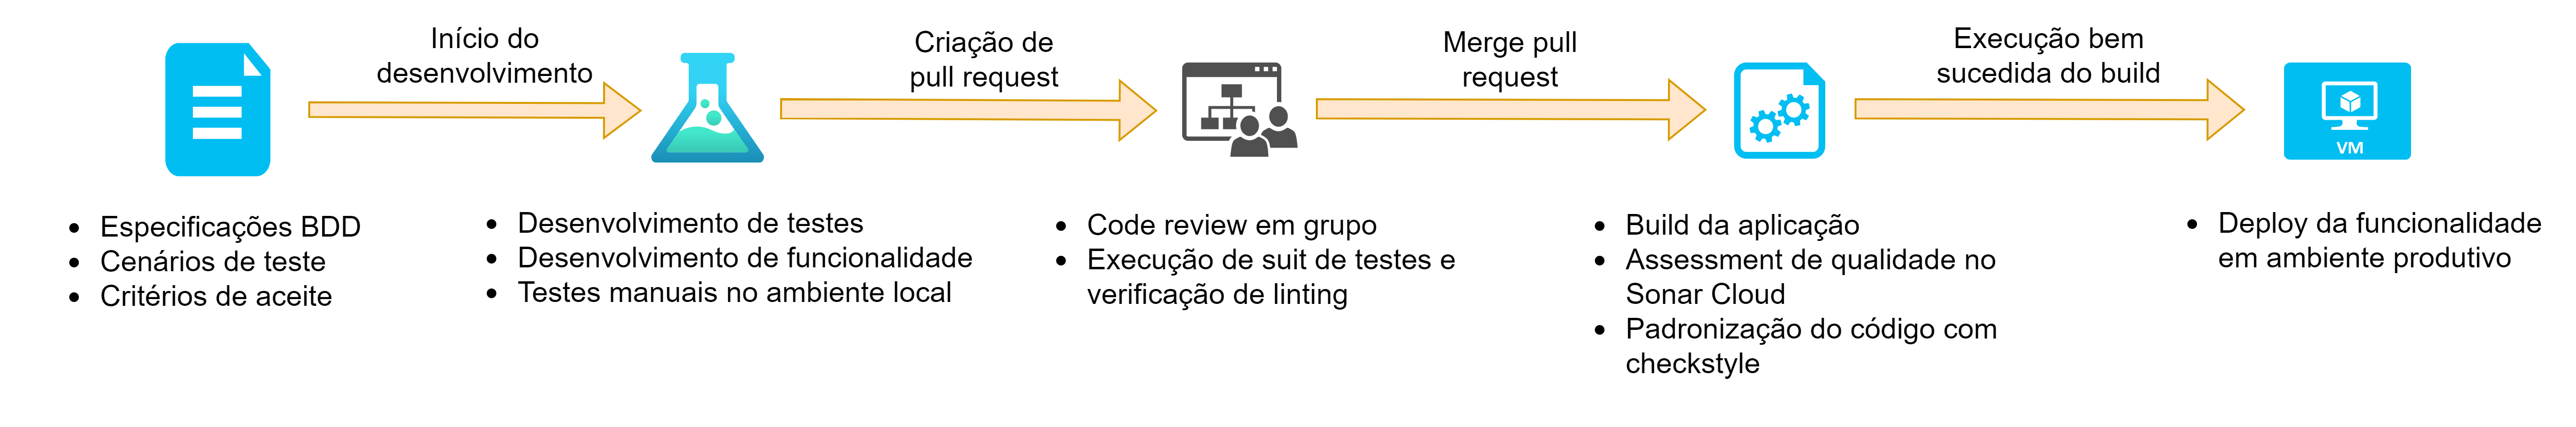 Início do
desenvolvimento
Criação de
pull request
Merge pull
request
Execução bem
sucedida do build
VM
• Especificações BDD
• Cenários de teste
• Critérios de aceite
• Desenvolvimento de testes
• Desenvolvimento de funcionalidade
• Testes manuais no ambiente local
• Code review em grupo
• Execução de suit de testes e
verificação de linting
• Build da aplicação
• Assessment de qualidade no
Sonar Cloud
• Padronização do código com
checkstyle
• Deploy da funcionalidade
em ambiente produtivo